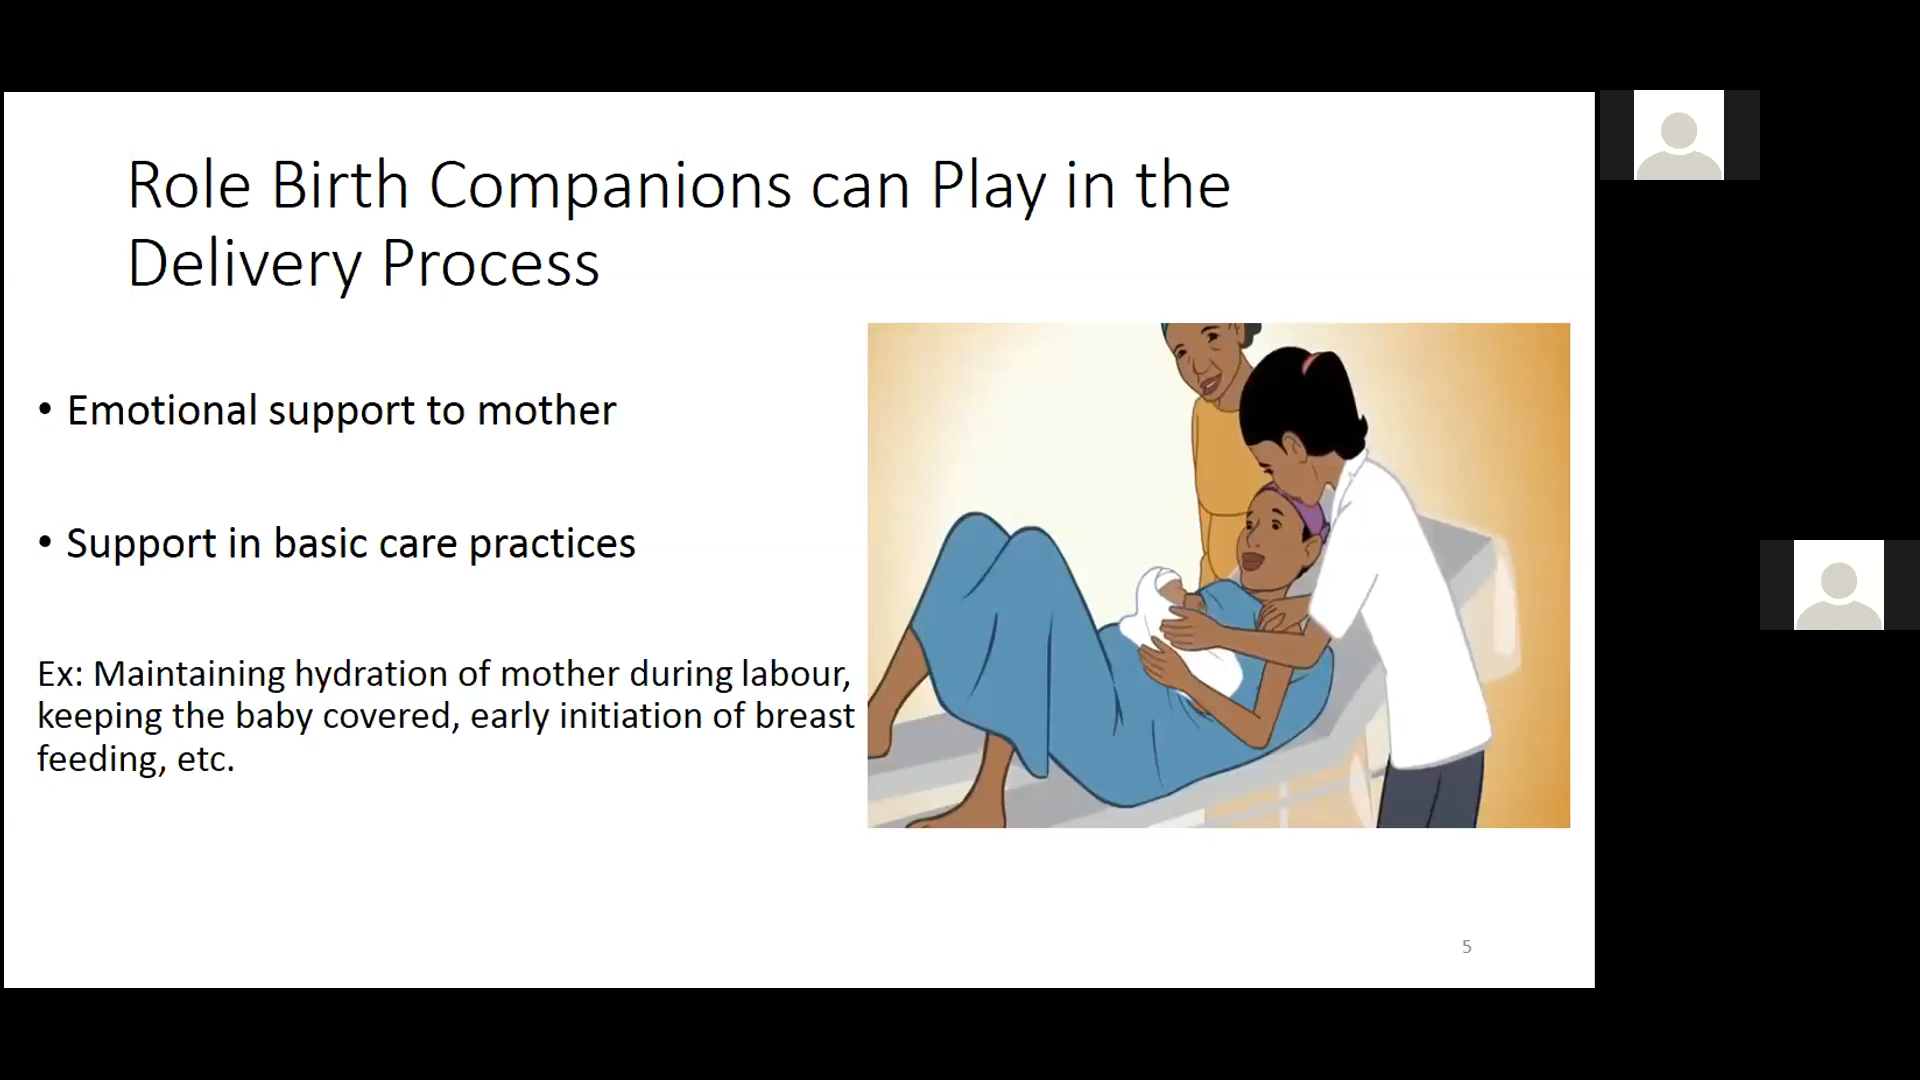 Role Birth Companions can Play in the
Delivery Process
• Emotional support to mother
• Support in basic care practices
Ex: Maintaining hydration of mother during labour,
keeping the baby covered, early initiation of breast
feeding, etc.
5